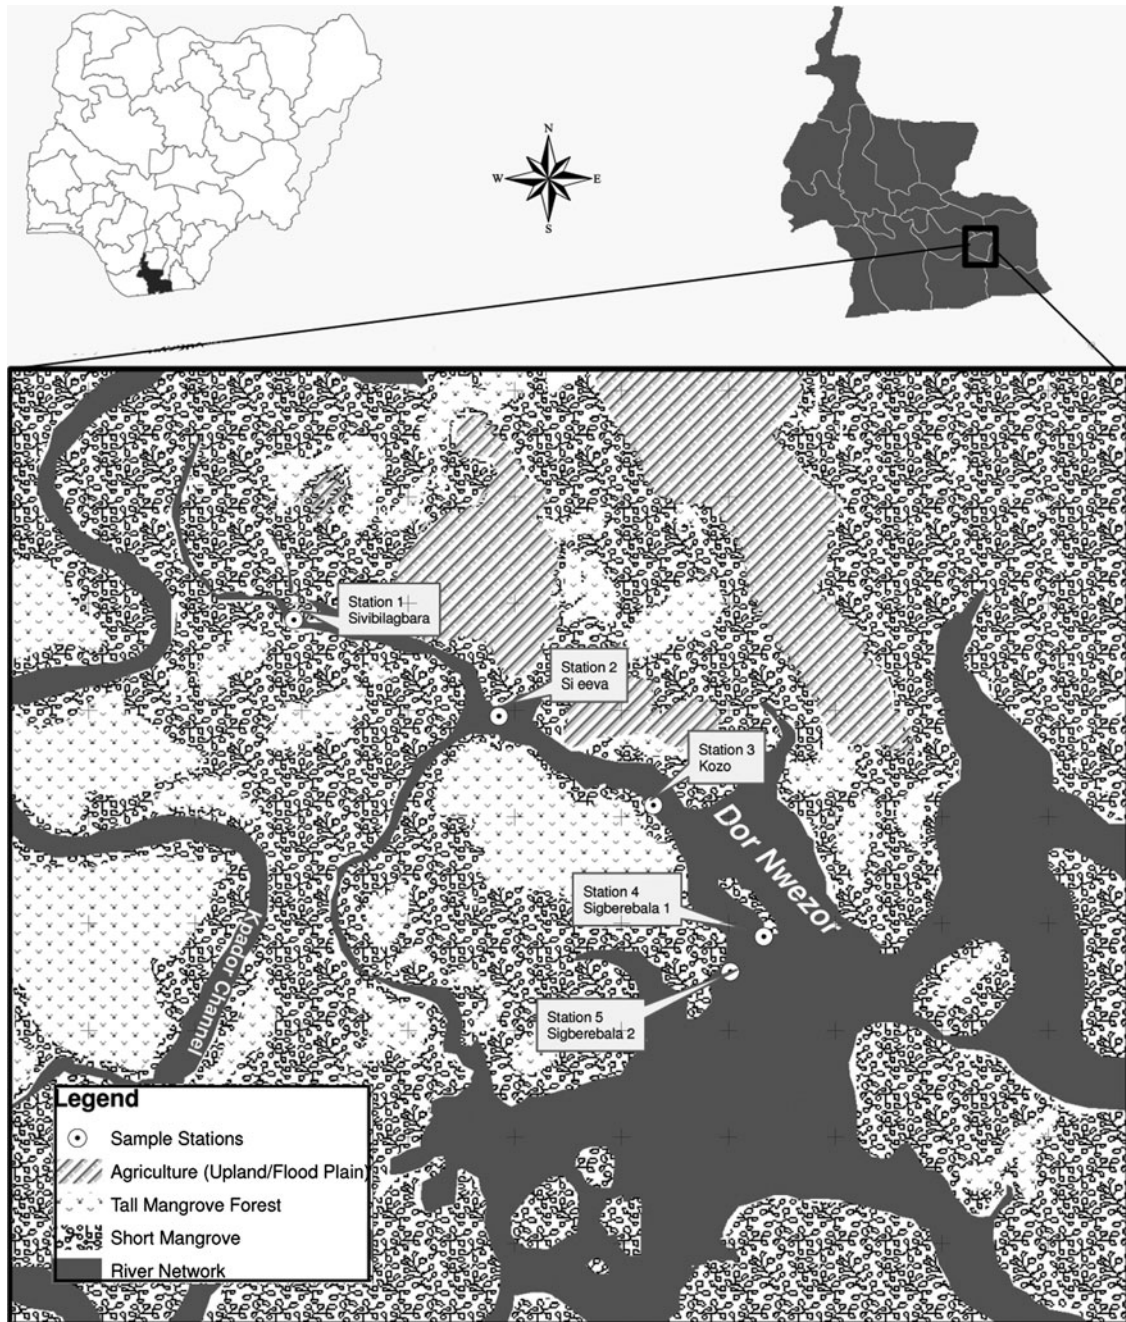 N
W
E
S
Station 1
Sivibilagbara
Station 2
Si eeva
Station 3
Kozo
Dor Nwezor
Station 4
Sigberebala 1
Station 5
Sigberebala 2
Kpador Channel
Legend
Sample Stations
Agriculture (Upland/Flood Plain)
Tall Mangrove Forest
Short Mangrove
River Network